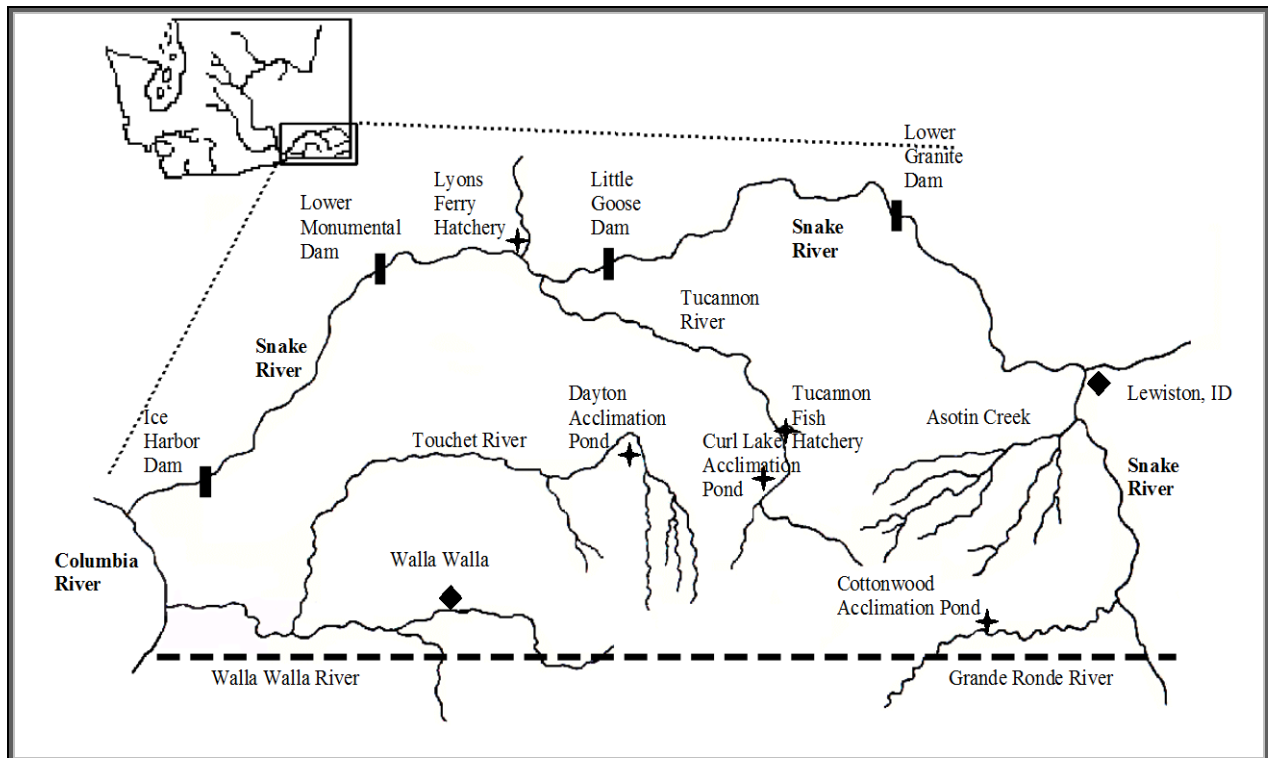 Lower
Granite
Dam
Lyons
Ferry
Hatchery
Little
Goose
Dam
Lower
Monumental
Dam
Snake
River
Tucannon
River
Snake
River
Lewiston, ID
Dayton
Acclimation
Pond
Tucannon
Fish
Hatchery
Ice
Harbor
Dam
Touchet River
Curl Lake
Acclimation
Pond
Asotin Creek
Snake
River
Columbia
River
Walla Walla
Cottonwood
Acclimation Pond
Walla Walla River
Grande Ronde River